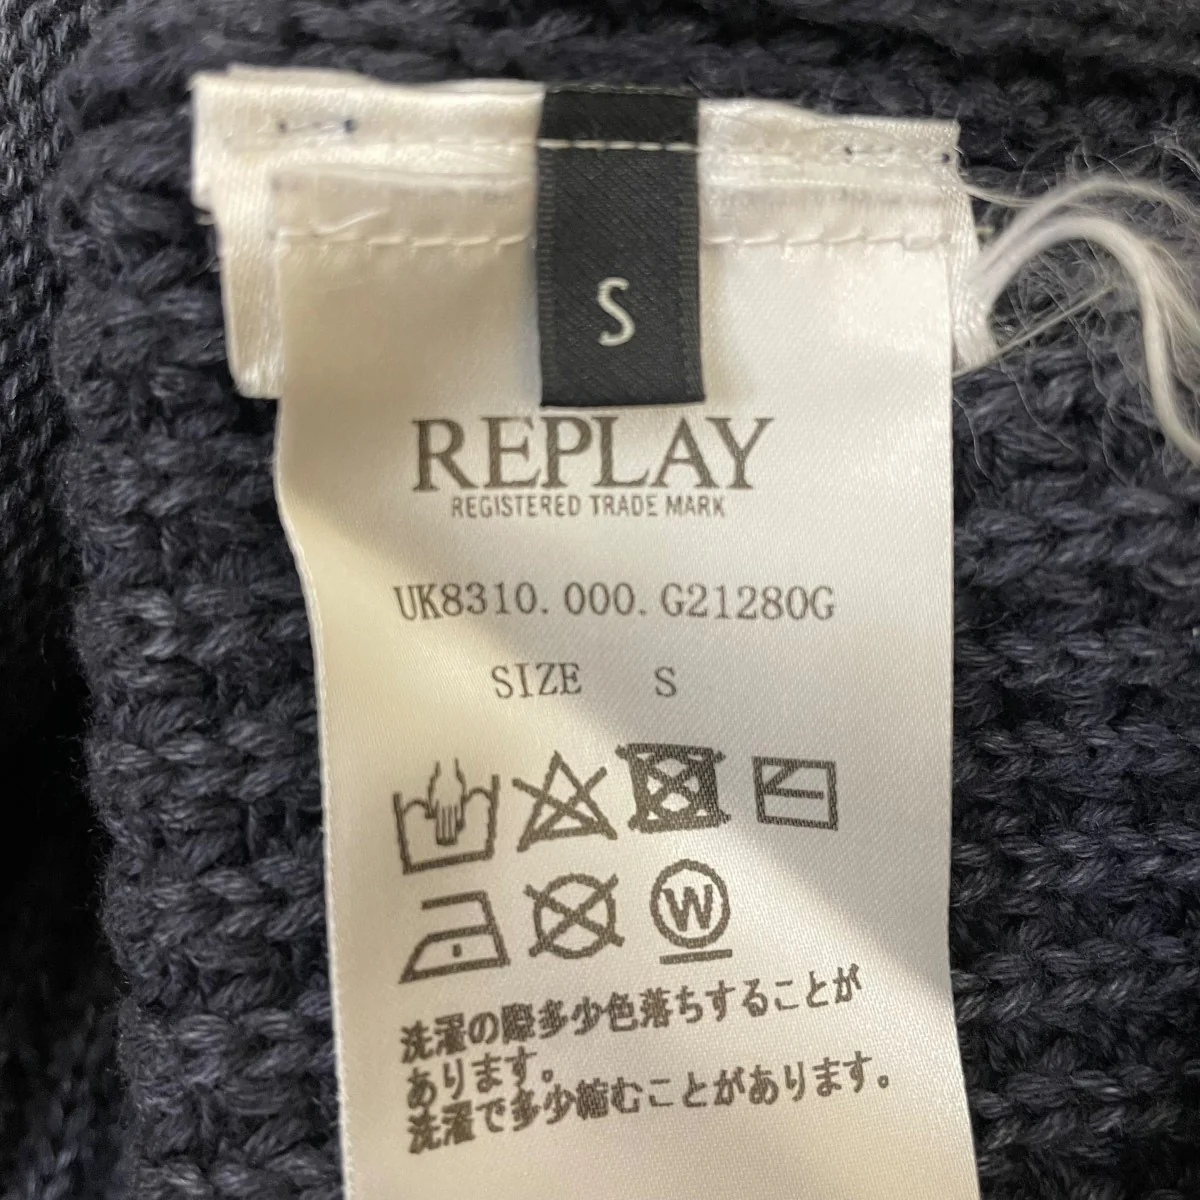 S
REPLAY
REGISTERED TRADE MARK
UK8310.000.G21280G
SIZE S
W
洗濯の際多少色落ちすることが
あります。
洗濯で多少縮むことがあります。